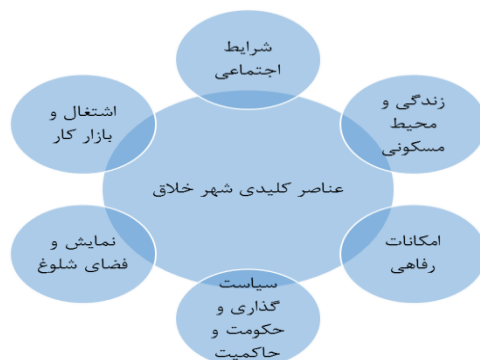 شرایط
اجتماعی
زندگی و
محیط
مسکونی
امکانات
رفاهی
سیاست
گذاری و
حکومت و
حاکمیت
نمایش و
فضای شلوغ
اشتغال و
بازار کار
عناصر کلیدی شهر خلاق